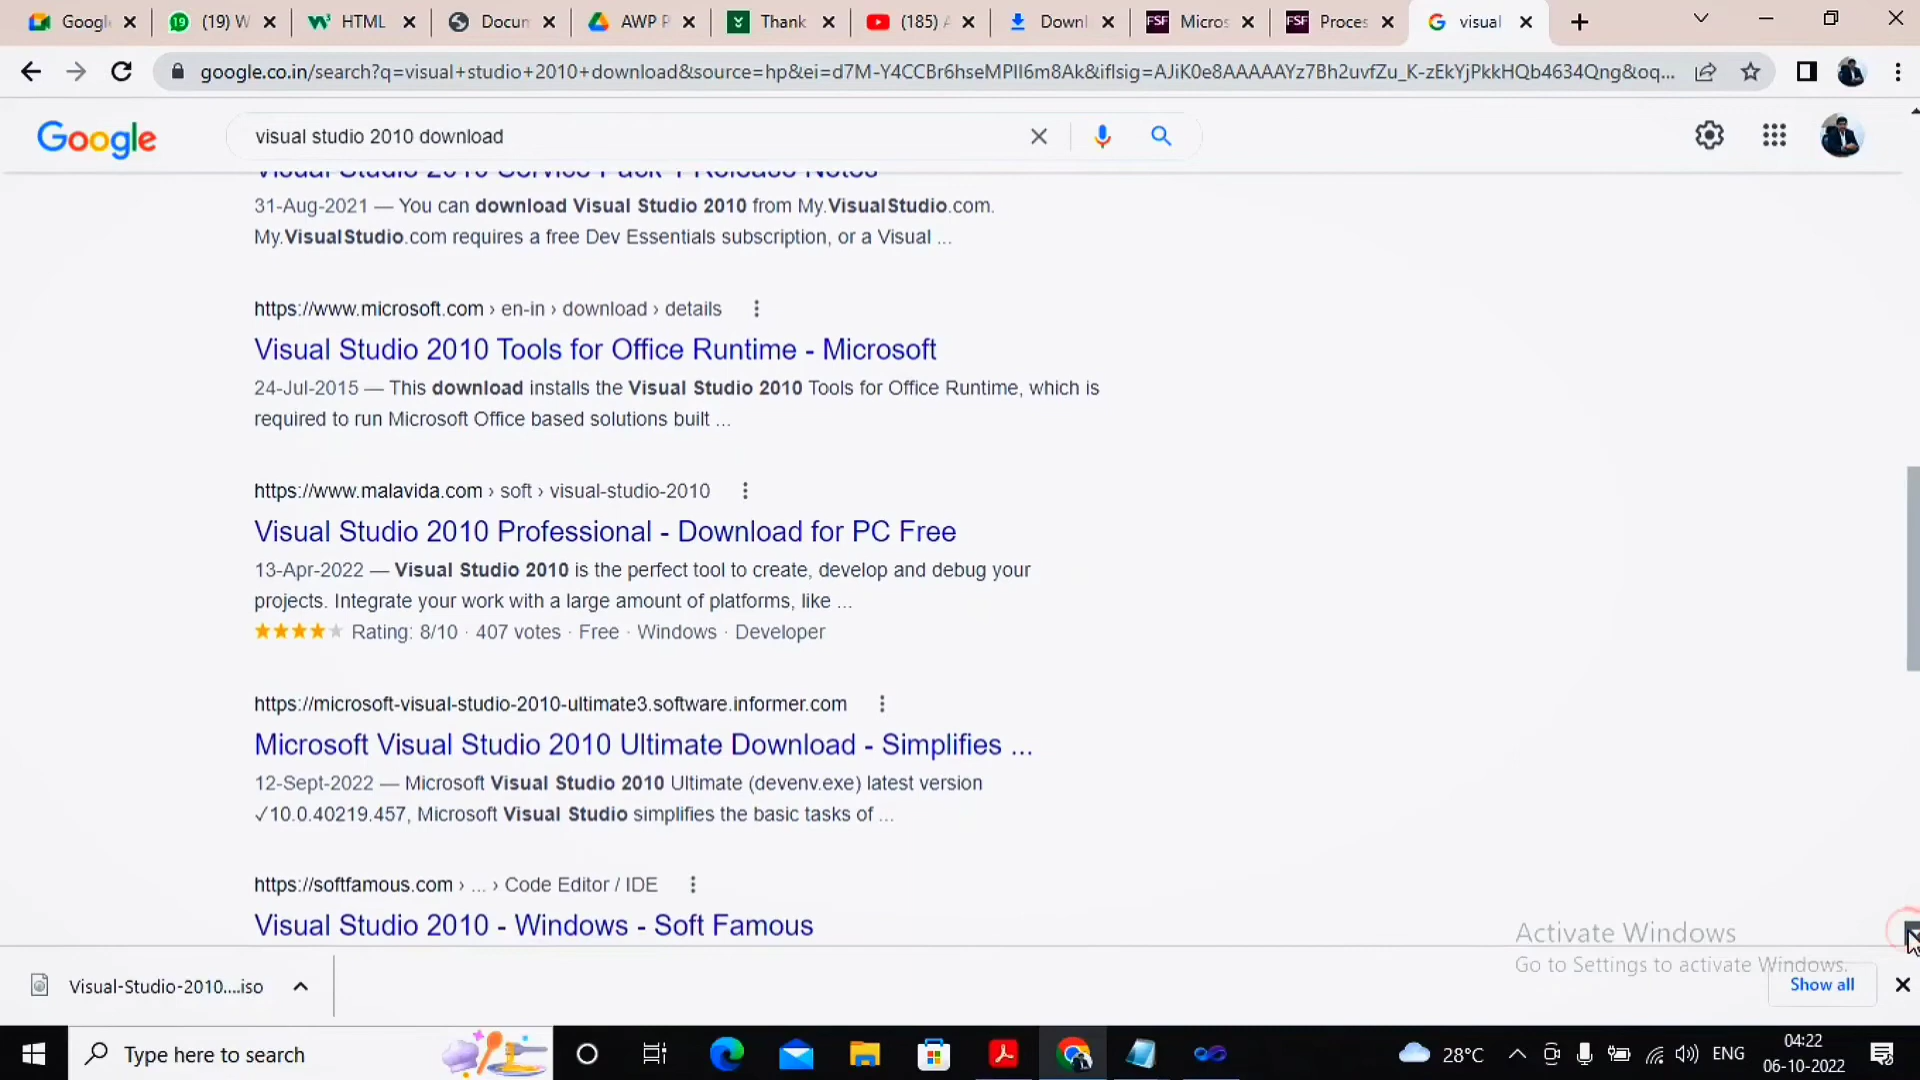 Googl
(19) W
HTML
Docun
AWP P
Thank
(185) A
Downl
Micros
Proces
visual
google.co.in/search?q=visual+studio+2010+download&source=hp&ei=d7M-Y4CCBr6hseMPlI6m8Ak&iflsig=AJiK0e8AAAAAYz7Bh2uvfZu_K-zEkYjPkkHQb4634Qng&oq...
Google
visual studio 2010 download
Visual Studio 2010 Service Pack 1 Release Notes
31-Aug-2021 — You can download Visual Studio 2010 from My.VisualStudio.com.
My.VisualStudio.com requires a free Dev Essentials subscription, or a Visual ...
https://www.microsoft.com › en-in › download › details
Visual Studio 2010 Tools for Office Runtime - Microsoft
24-Jul-2015 — This download installs the Visual Studio 2010 Tools for Office Runtime, which is
required to run Microsoft Office based solutions built ...
https://www.malavida.com › soft › visual-studio-2010
Visual Studio 2010 Professional - Download for PC Free
13-Apr-2022 — Visual Studio 2010 is the perfect tool to create, develop and debug your
projects. Integrate your work with a large amount of platforms, like ...
Rating: 8/10 · 407 votes · Free · Windows · Developer
https://microsoft-visual-studio-2010-ultimate3.software.informer.com
Microsoft Visual Studio 2010 Ultimate Download - Simplifies ...
12-Sept-2022 — Microsoft Visual Studio 2010 Ultimate (devenv.exe) latest version
✓10.0.40219.457, Microsoft Visual Studio simplifies the basic tasks of ...
https://softfamous.com › ... › Code Editor / IDE
Visual Studio 2010 - Windows - Soft Famous
Activate Windows
Go to Settings to activate Windows.
Visual-Studio-2010....iso
Show all
Type here to search
28°C
ENG
04:22
06-10-2022